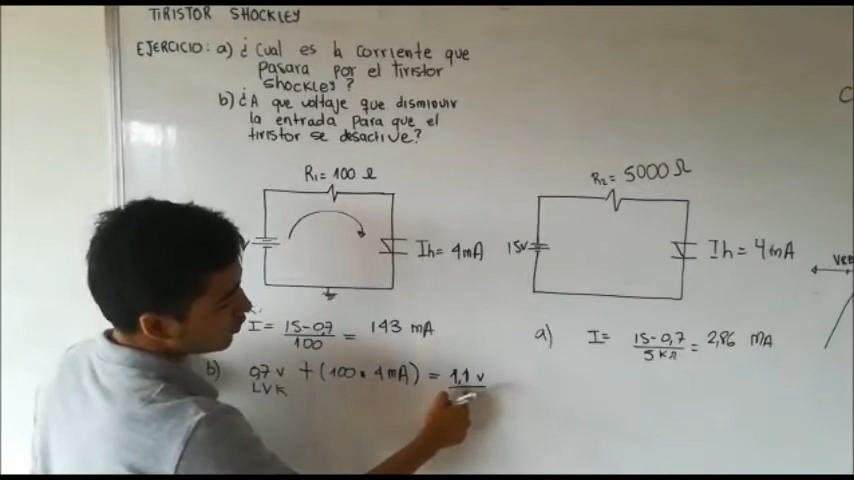 TIRISTOR SHOCKLEY
EJERCICIO: a) ¿Cual es la corriente que
pasara por el tiristor
shockley?
b) ¿A que voltaje que dismiuir
la entrada para que el
tiristor se desactive?
R1 = 100 Ω
Ih = 4mA
I = 15-0,7 / 100 = 143 mA
b) 0,7 v + (100 • 4mA) = 1,1 v
LVK
R2 = 5000 Ω
15V
Ih = 4mA
a) I = 15-0,7 / 5KΩ = 2,86 mA